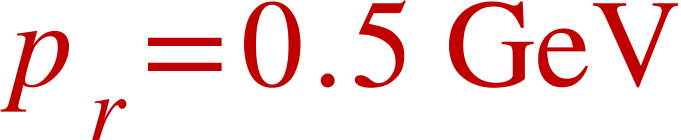 p_r = 0.5 GeV